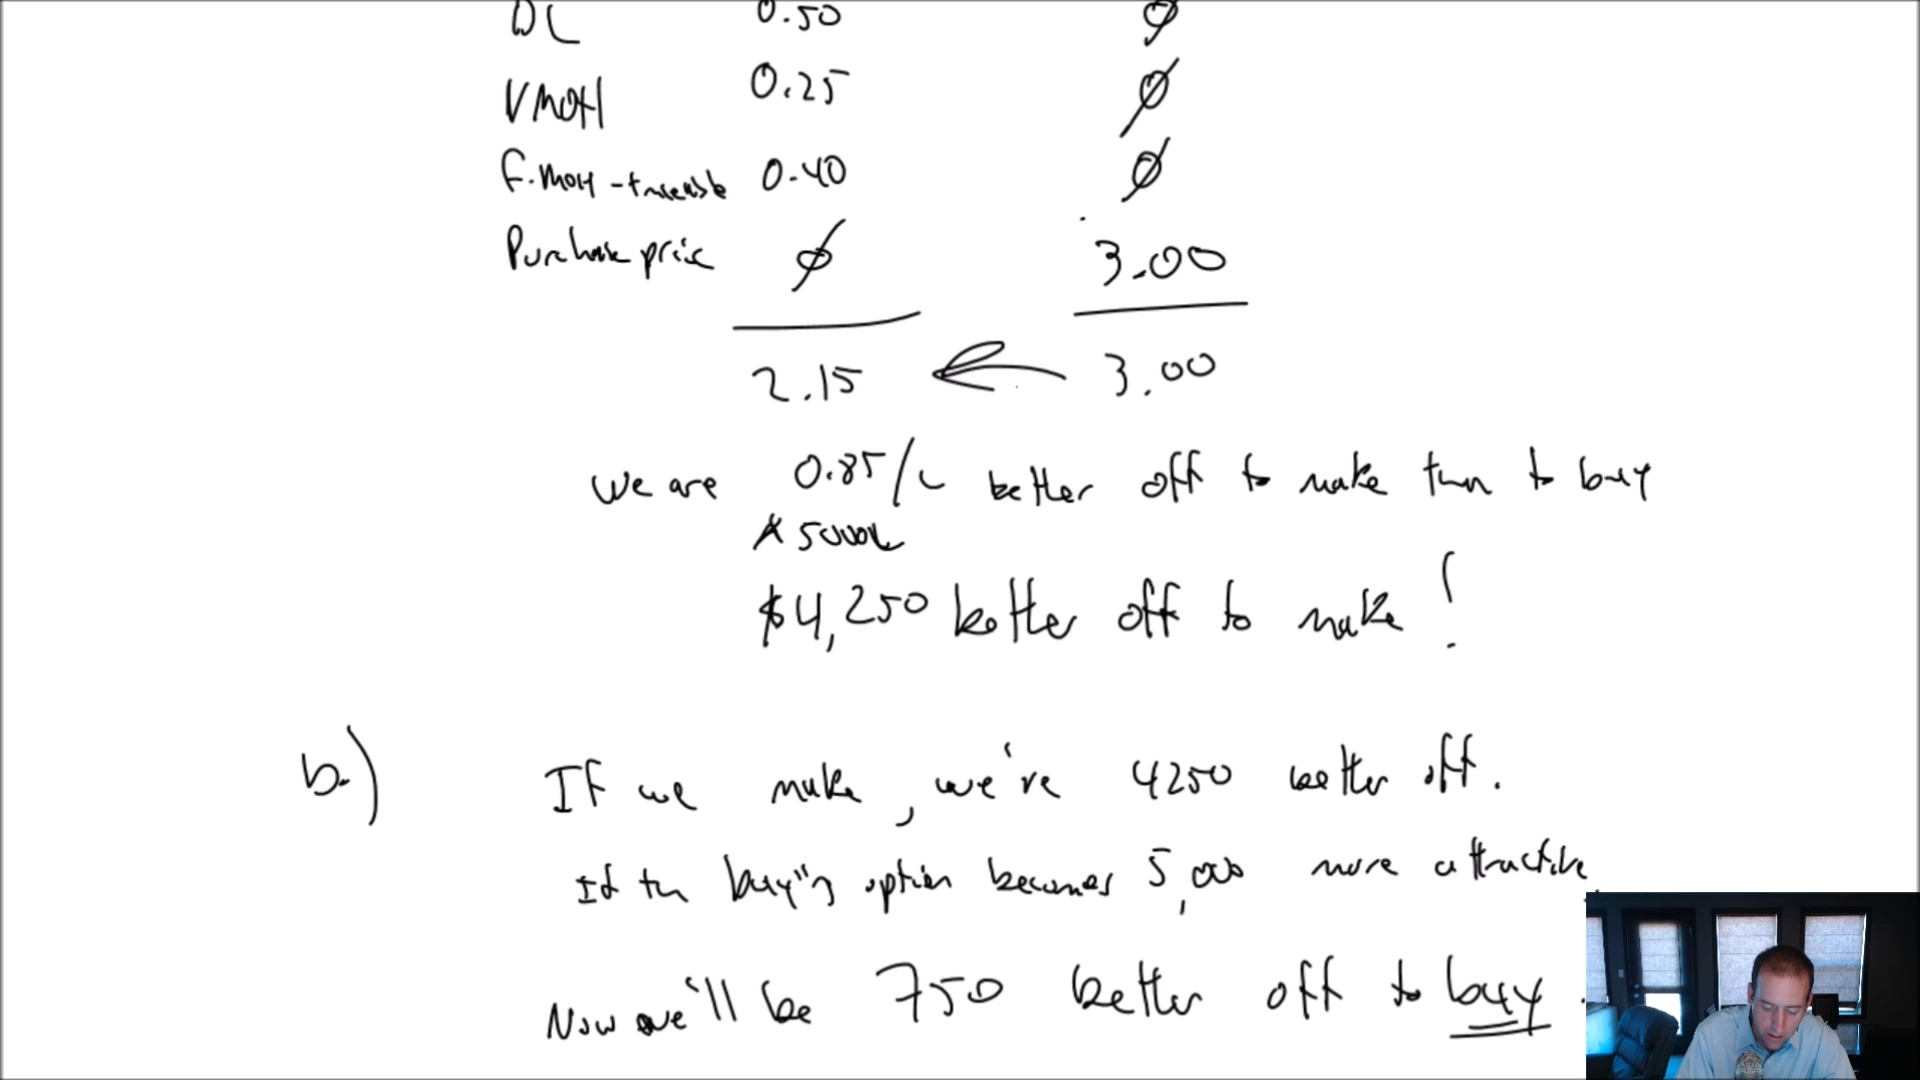 DL 0.50 ∅
VMOH 0.25 ∅
F.MOH - traceable 0.40 ∅
Purchase price ∅ 3.00
2.15 3.00
We are 0.85/L better off to make than to buy
x 5000L
$4,250 better off to make!
b.) If we make, we're 4250 better off.
If the buy'g option becomes 5,000 more attractive,
Now we'll be 750 better off to buy.